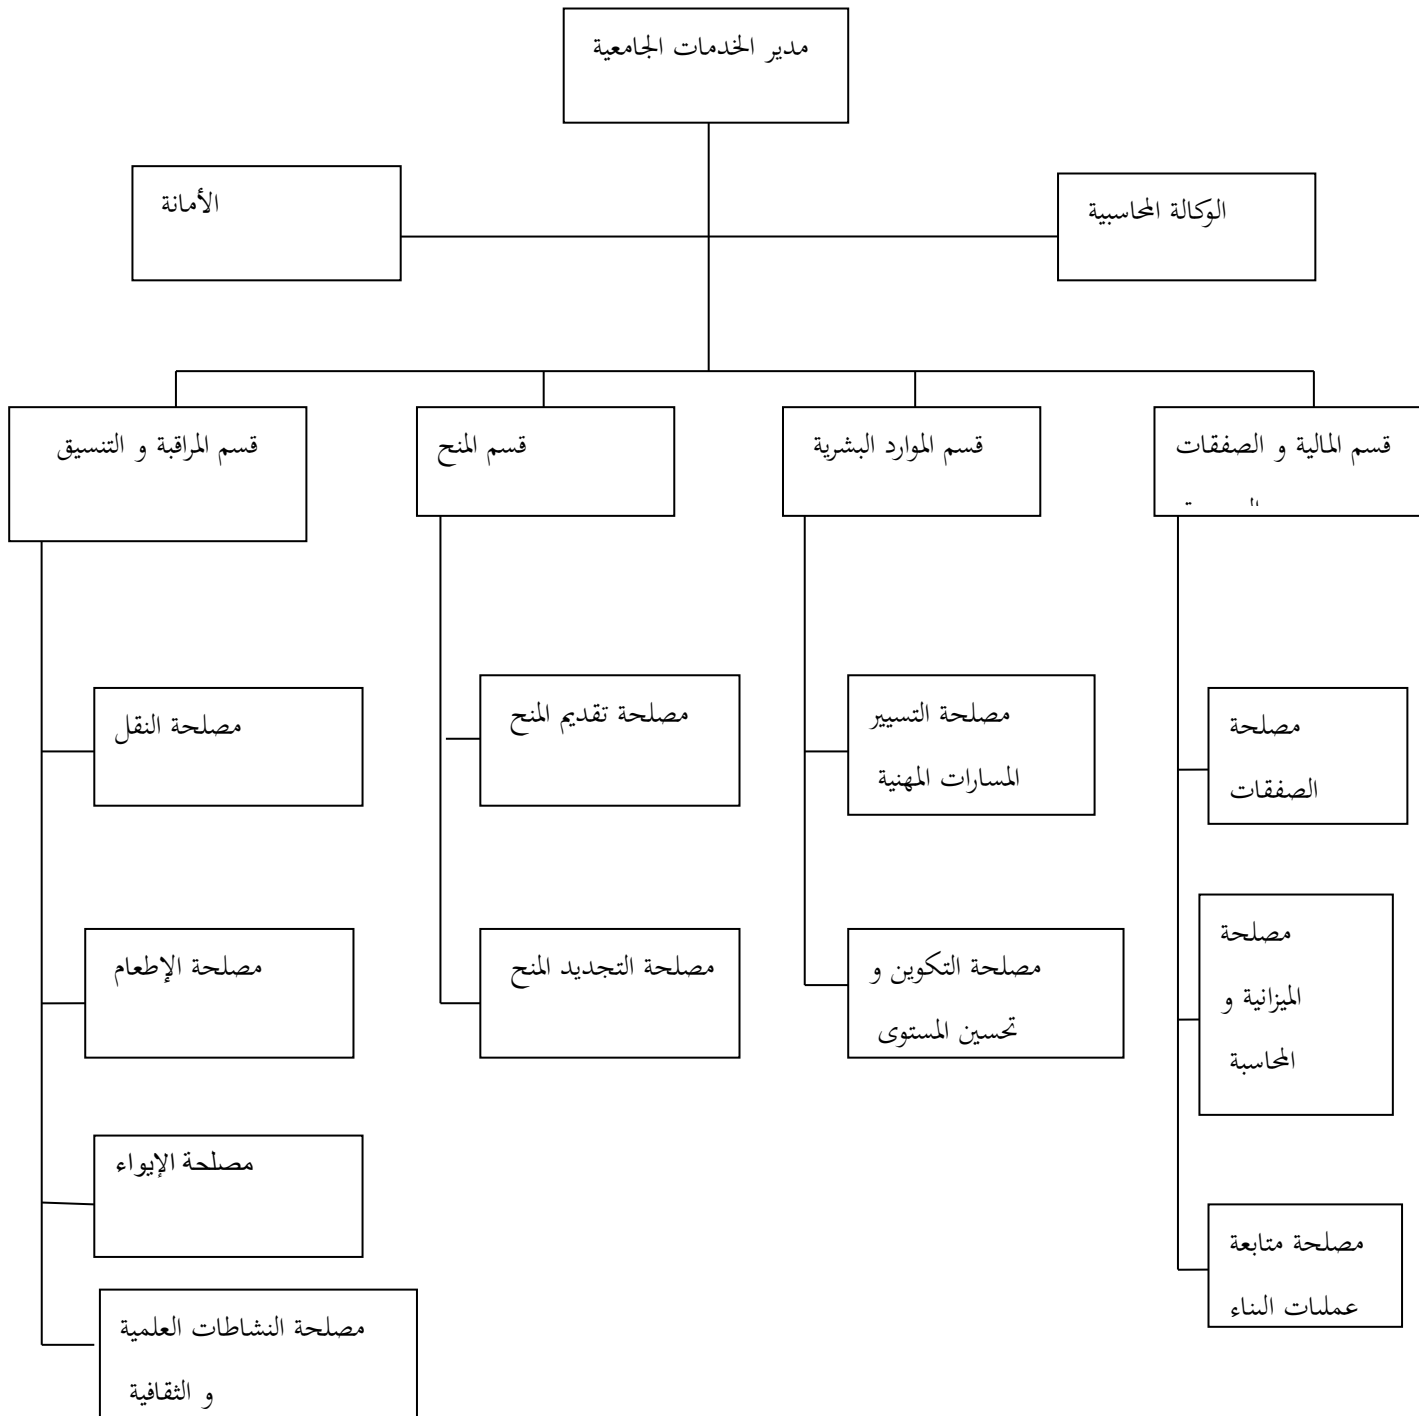 مدير الخدمات الجامعية
الوكالة المحاسبية
الأمانة
قسم المالية و الصفقات
قسم الموارد البشرية
قسم المنح
قسم المراقبة و التنسيق
مصلحة
الصفقات
مصلحة
الميزانية و
المحاسبة
مصلحة متابعة
عمليات البناء
مصلحة التسيير
المسارات المهنية
مصلحة التكوين و
تحسين المستوى
مصلحة تقديم المنح
مصلحة التجديد المنح
مصلحة النقل
مصلحة الإطعام
مصلحة الإيواء
مصلحة النشاطات العلمية
و الثقافية